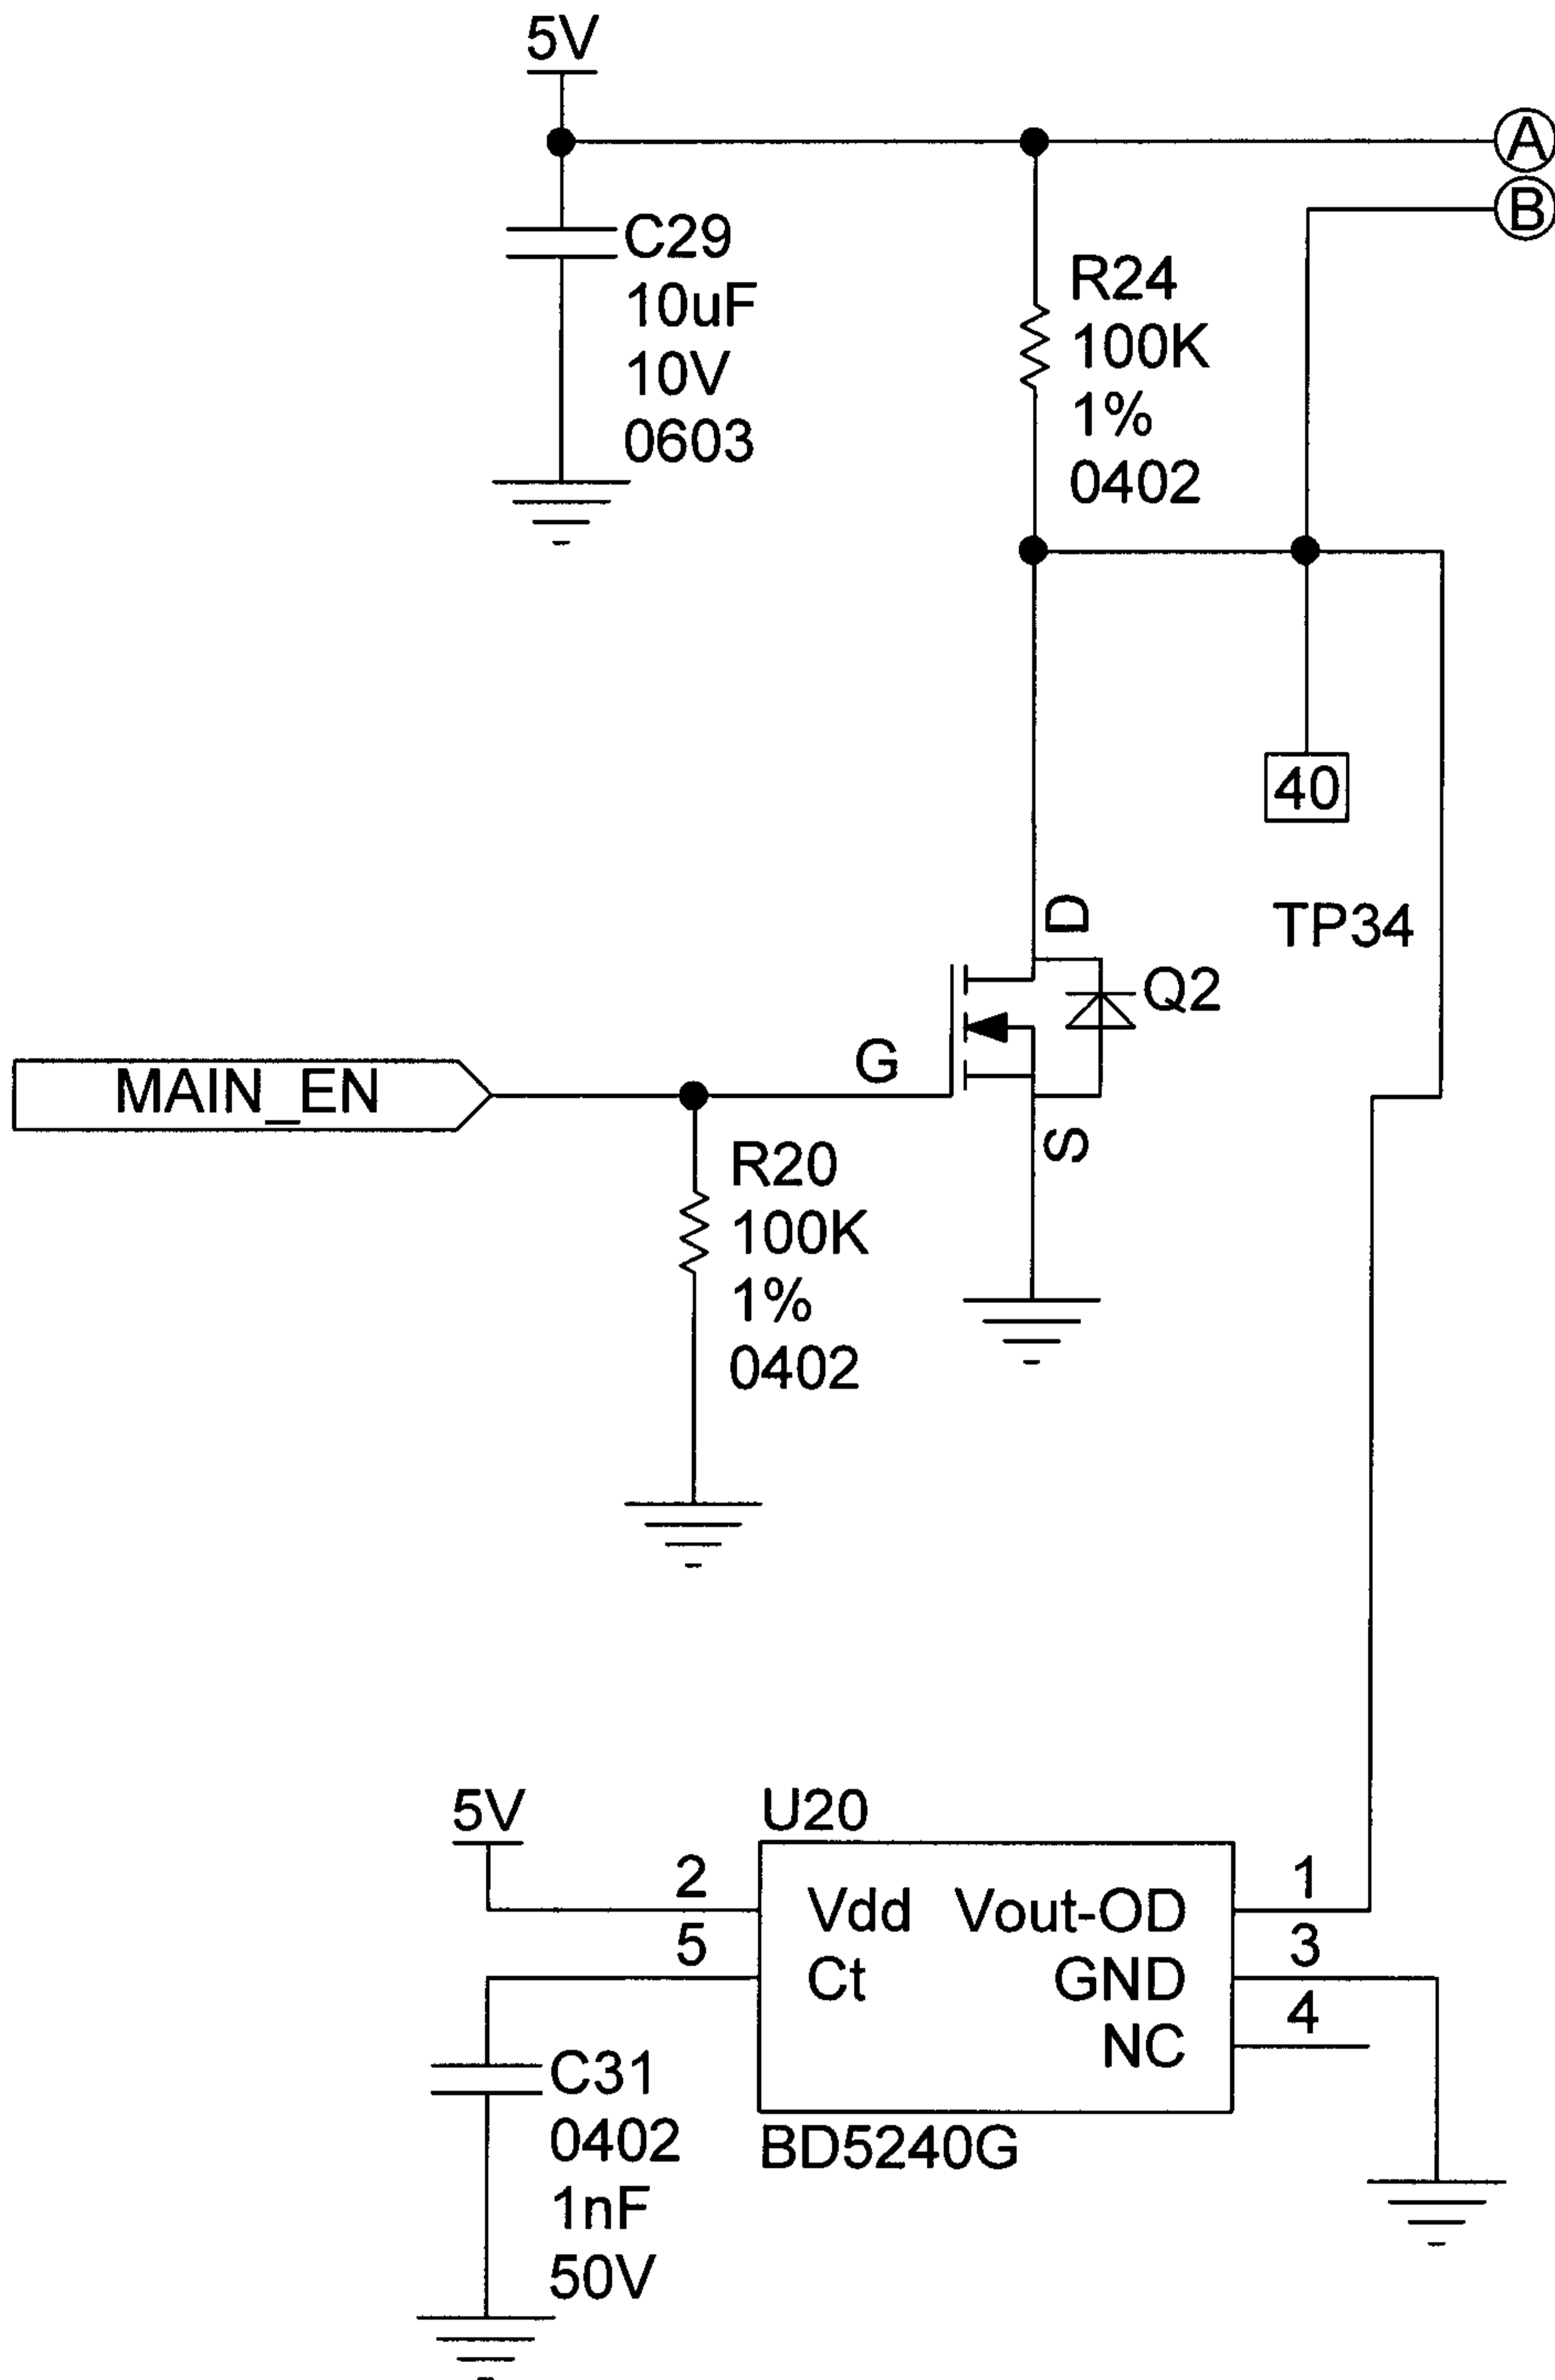 5V
A
B
C29
10uF
10V
0603
R24
100K
1%
0402
40
TP34
D
Q2
G
S
MAIN_EN
R20
100K
1%
0402
5V
U20
2
Vdd
Vout-OD
1
5
Ct
GND
3
NC
4
BD5240G
C31
0402
1nF
50V